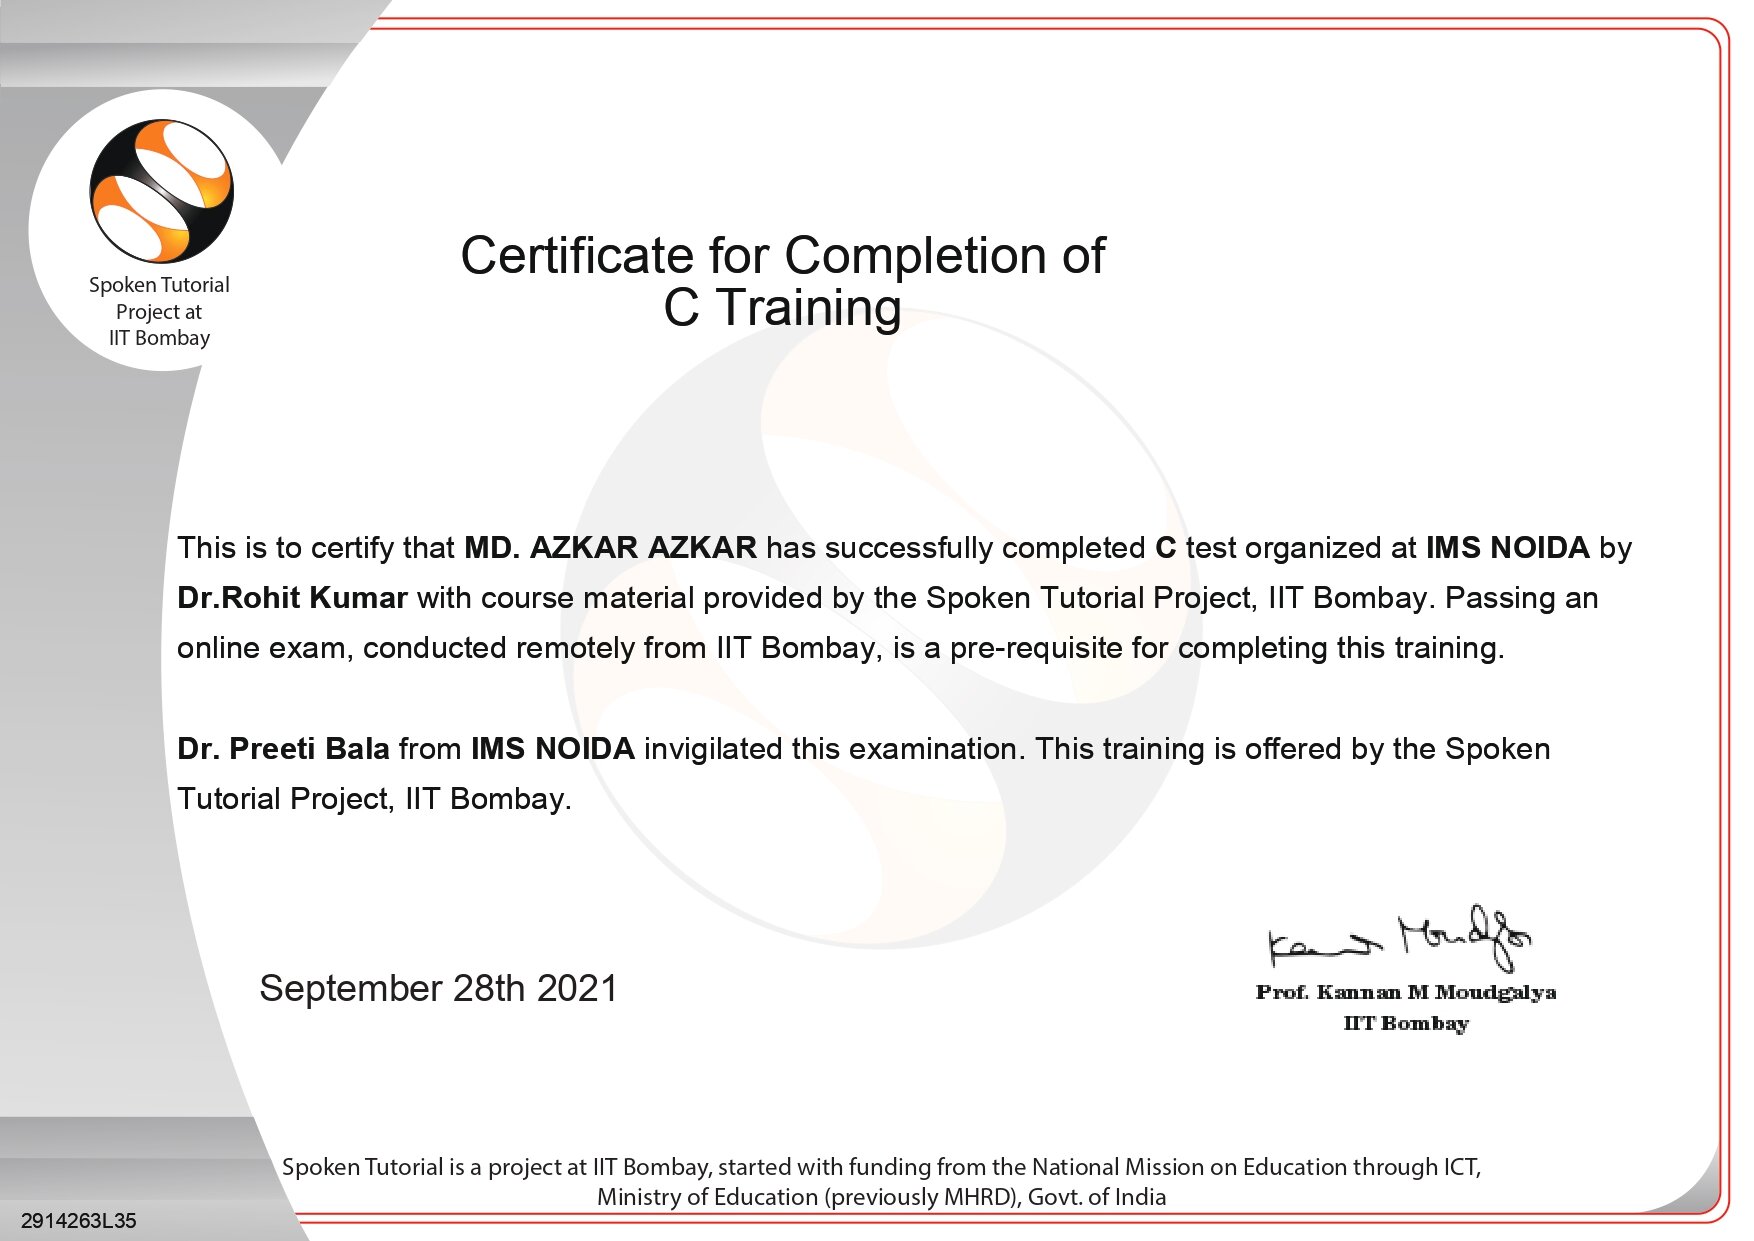 Spoken Tutorial
Project at
IIT Bombay
Certificate for Completion of
C Training
This is to certify that MD. AZKAR AZKAR has successfully completed C test organized at IMS NOIDA by
Dr.Rohit Kumar with course material provided by the Spoken Tutorial Project, IIT Bombay. Passing an
online exam, conducted remotely from IIT Bombay, is a pre-requisite for completing this training.
Dr. Preeti Bala from IMS NOIDA invigilated this examination. This training is offered by the Spoken
Tutorial Project, IIT Bombay.
September 28th 2021
Kannan Moudgalya
Prof. Kannan M Moudgalya
IIT Bombay
Spoken Tutorial is a project at IIT Bombay, started with funding from the National Mission on Education through ICT,
Ministry of Education (previously MHRD), Govt. of India
2914263L35